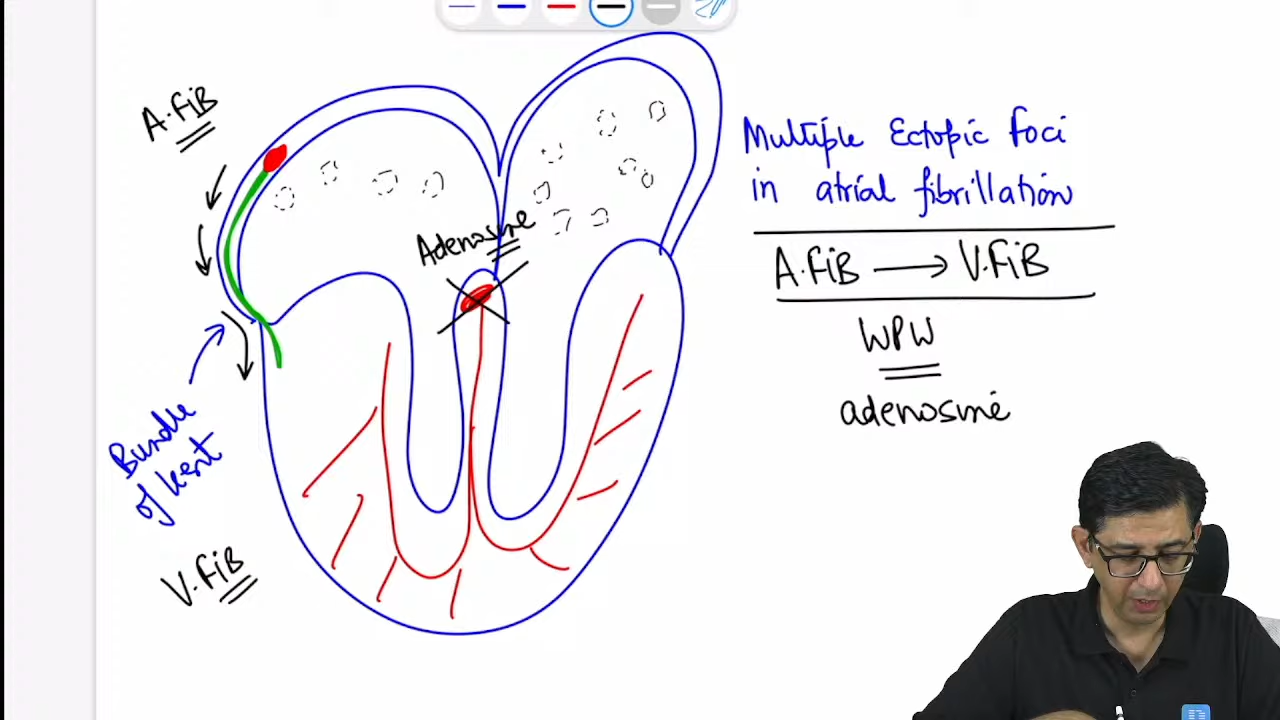 A.FiB
Multiple Ectopic foci
in atrial fibrillation
Adenosine
A.FiB → V.FiB
WPW
adenosine
Bundle
of kent
V.FiB